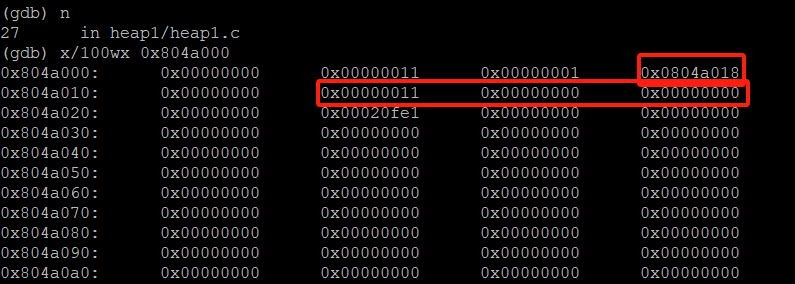 (gdb) n
27      in heap1/heap1.c
(gdb) x/100wx 0x804a000
0x804a000:      0x00000000      0x00000011      0x00000001      0x0804a018
0x804a010:      0x00000000      0x00000011      0x00000000      0x00000000
0x804a020:      0x00000000      0x00020fe1      0x00000000      0x00000000
0x804a030:      0x00000000      0x00000000      0x00000000      0x00000000
0x804a040:      0x00000000      0x00000000      0x00000000      0x00000000
0x804a050:      0x00000000      0x00000000      0x00000000      0x00000000
0x804a060:      0x00000000      0x00000000      0x00000000      0x00000000
0x804a070:      0x00000000      0x00000000      0x00000000      0x00000000
0x804a080:      0x00000000      0x00000000      0x00000000      0x00000000
0x804a090:      0x00000000      0x00000000      0x00000000      0x00000000
0x804a0a0:      0x00000000      0x00000000      0x00000000      0x00000000